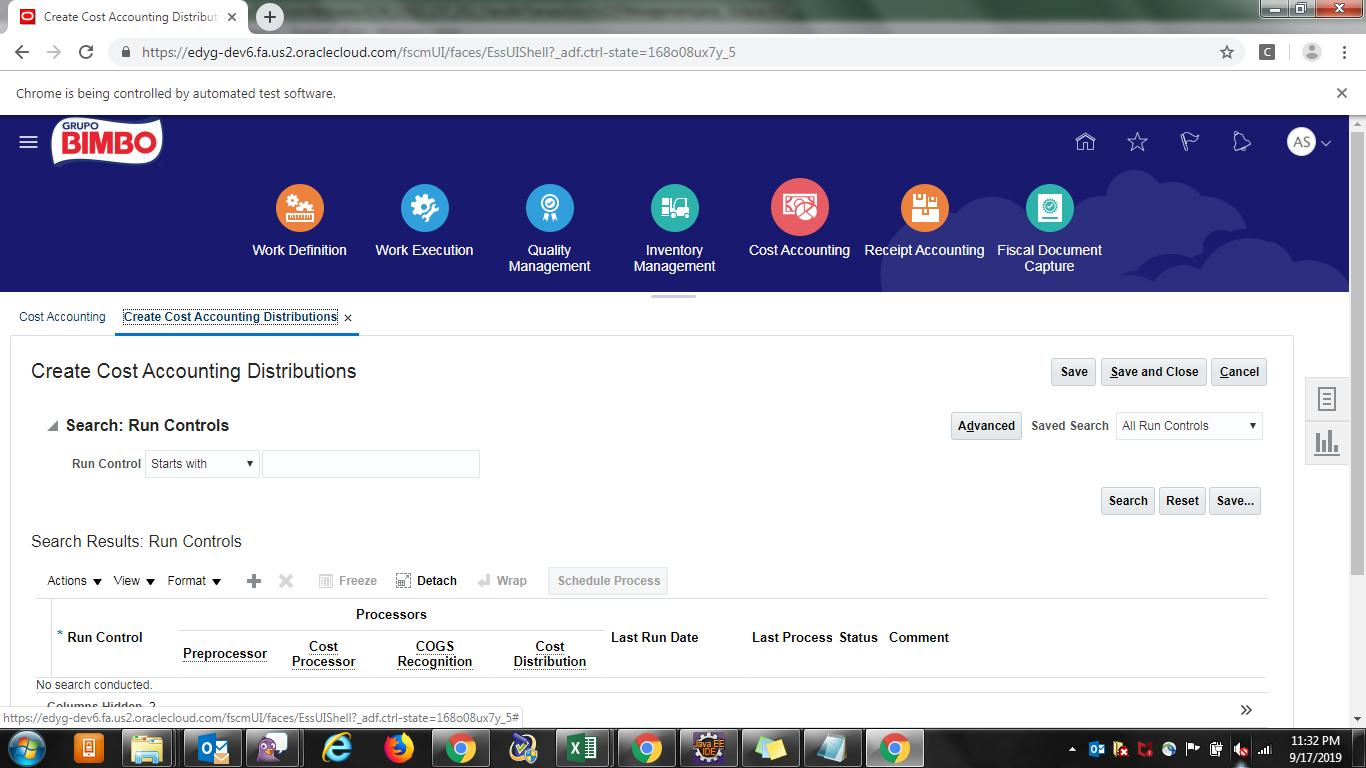 Create Cost Accounting Distribut
https://edyg-dev6.fa.us2.oraclecloud.com/fscmUI/faces/EssUIShell?_adf.ctrl-state=168o08ux7y_5
C
Chrome is being controlled by automated test software.
GRUPO
BIMBO
AS
Work Definition
Work Execution
Quality
Management
Inventory
Management
Cost Accounting
Receipt Accounting
Fiscal Document
Capture
Cost Accounting
Create Cost Accounting Distributions
Create Cost Accounting Distributions
Save
Save and Close
Cancel
Search: Run Controls
Advanced
Saved Search
All Run Controls
Run Control
Starts with
Search
Reset
Save...
Search Results: Run Controls
Actions
View
Format
Freeze
Detach
Wrap
Schedule Process
* Run Control
Processors
Preprocessor
Cost
Processor
COGS
Recognition
Cost
Distribution
Last Run Date
Last Process
Status
Comment
No search conducted.
Columns Hidden 2
https://edyg-dev6.fa.us2.oraclecloud.com/fscmUI/faces/EssUIShell?_adf.ctrl-state=168o08ux7y_5#
Java EE
IDE
11:32 PM
9/17/2019